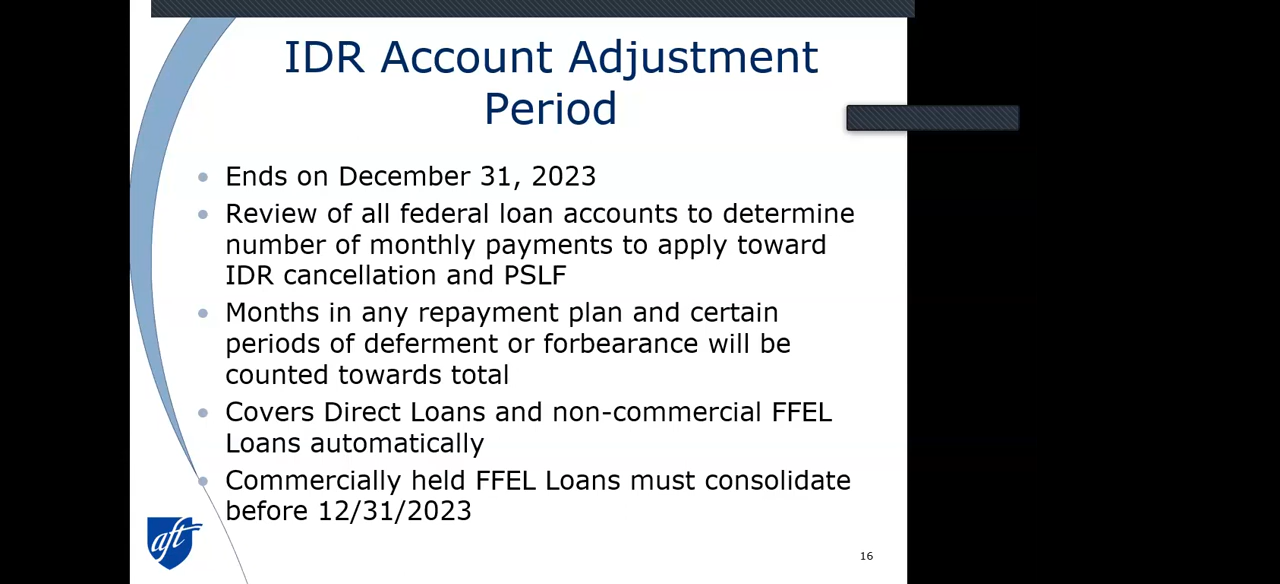 IDR Account Adjustment
Period
Ends on December 31, 2023
Review of all federal loan accounts to determine
number of monthly payments to apply toward
IDR cancellation and PSLF
Months in any repayment plan and certain
periods of deferment or forbearance will be
counted towards total
Covers Direct Loans and non-commercial FFEL
Loans automatically
Commercially held FFEL Loans must consolidate
before 12/31/2023
aft
16